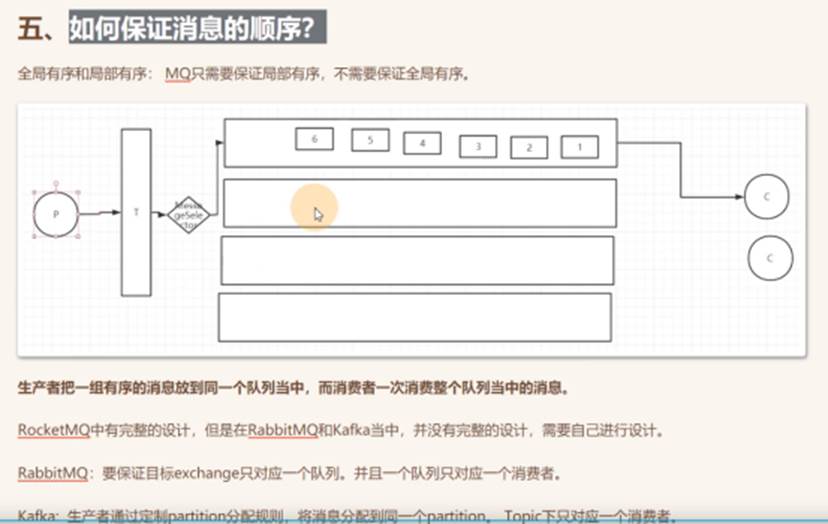 五、如何保证消息的顺序？
全局有序和局部有序： MQ只需要保证局部有序，不需要保证全局有序。
6 5 4 3 2 1
P
T
Messa
geSele
ctor
C
C
生产者把一组有序的消息放到同一个队列当中，而消费者一次消费整个队列当中的消息。
RocketMQ中有完整的设计，但是在RabbitMQ和Kafka当中，并没有完整的设计，需要自己进行设计。
RabbitMQ：要保证目标exchange只对应一个队列。并且一个队列只对应一个消费者。
Kafka: 生产者通过定制partition分配规则，将消息分配到同一个partition。 Topic下只对应一个消费者。